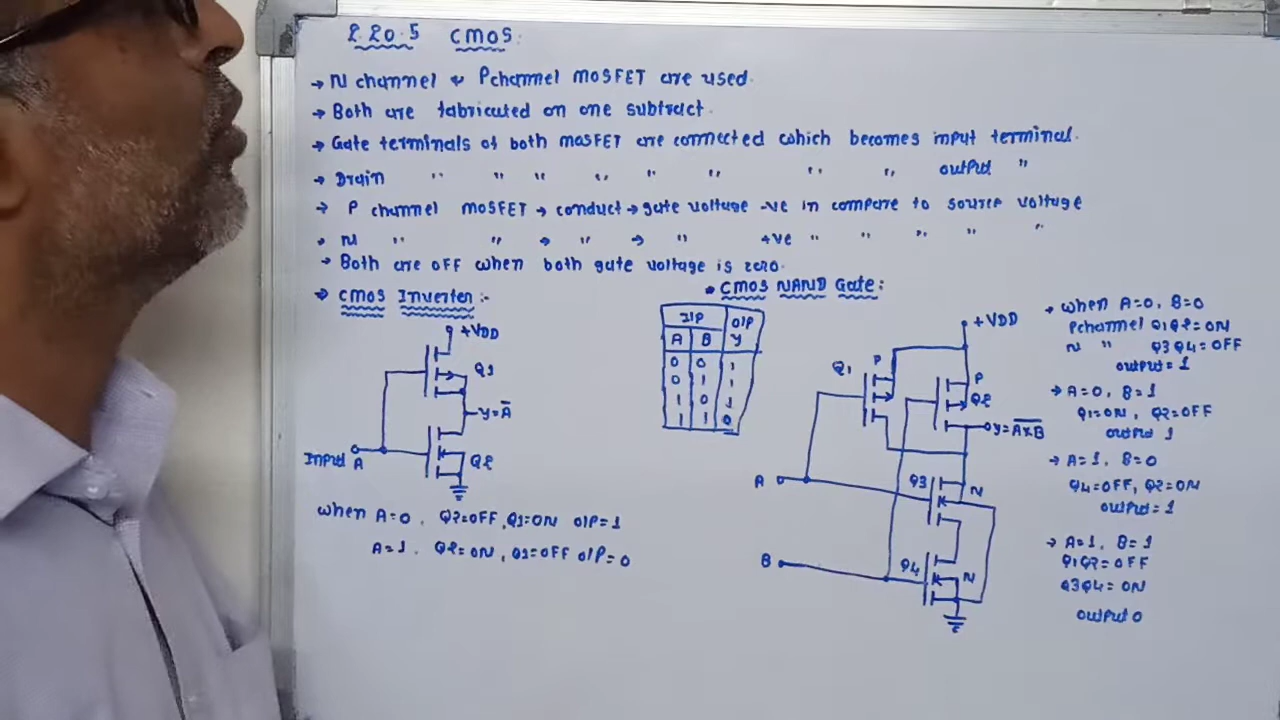 2.20.5 CMOS:
→ N channel & Pchannel MOSFET are used.
→ Both are fabricated on one subtract.
→ Gate terminals of both MOSFET are connected which becomes input terminal.
→ Drain " " " " " " " " output "
→ P channel MOSFET → conduct → gate voltage -ve in compare to source voltage
→ N " " → " → " +ve " " " " "
→ Both are OFF when both gate voltage is zero.
→ CMOS Inverter :-
+VDD
Q1
y=A̅
Input A
Q2
when A=0, Q2=OFF, Q1=ON O/P=1
A=1, Q2=ON, Q1=OFF O/P=0
• CMOS NAND Gate:
I/P O/P
A B Y
0 0 1
0 1 1
1 0 1
1 1 0
+VDD
Q1 P
P
Q2
y=A̅×̅B̅
A
Q3 N
B
Q4 N
→ when A=0, B=0
Pchannel Q1Q2=ON
N " Q3Q4=OFF
output=1
→ A=0, B=1
Q1=ON, Q2=OFF
output 1
→ A=1, B=0
Q4=OFF, Q2=ON
output=1
→ A=1, B=1
Q1Q2=OFF
Q3Q4=ON
output 0